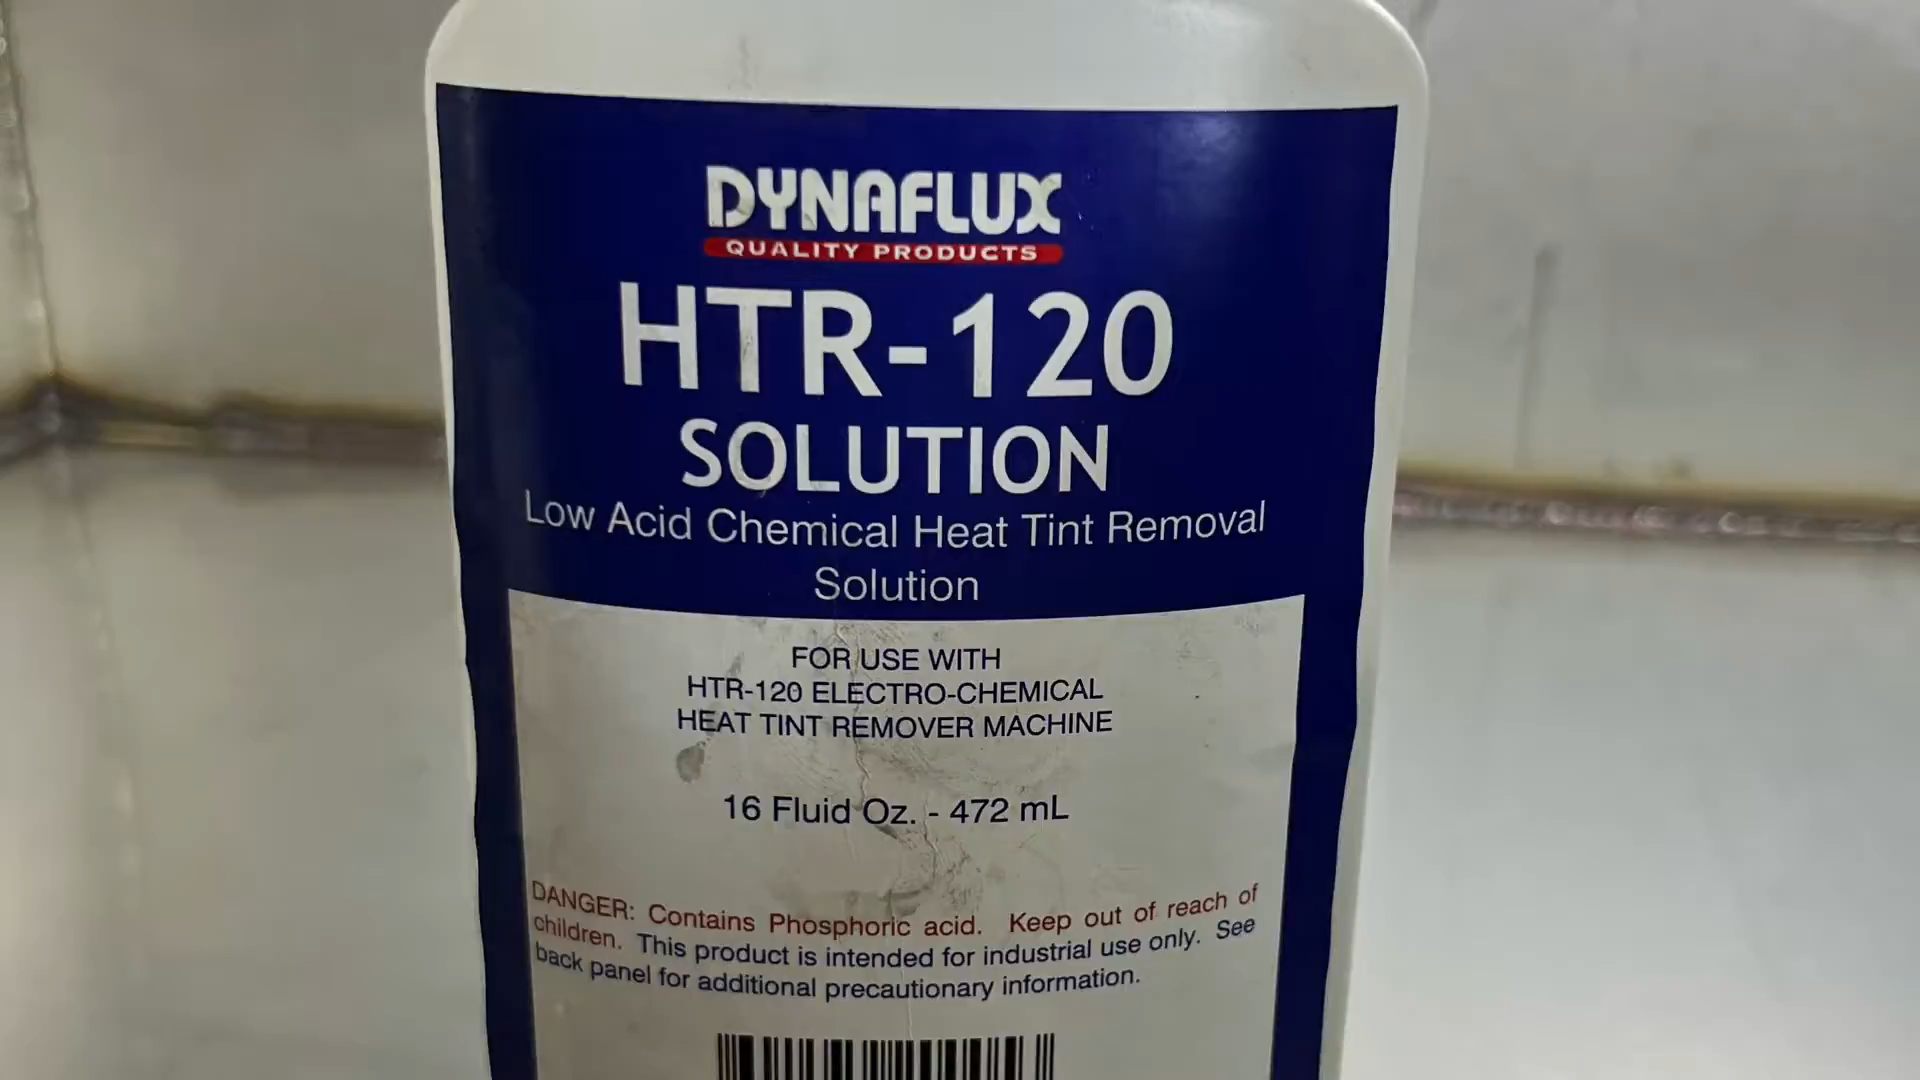 DYNAFLUX
QUALITY PRODUCTS
HTR-120
SOLUTION
Low Acid Chemical Heat Tint Removal
Solution
FOR USE WITH
HTR-120 ELECTRO-CHEMICAL
HEAT TINT REMOVER MACHINE
16 Fluid Oz. - 472 mL
DANGER: Contains Phosphoric acid. Keep out of reach of
children. This product is intended for industrial use only. See
back panel for additional precautionary information.